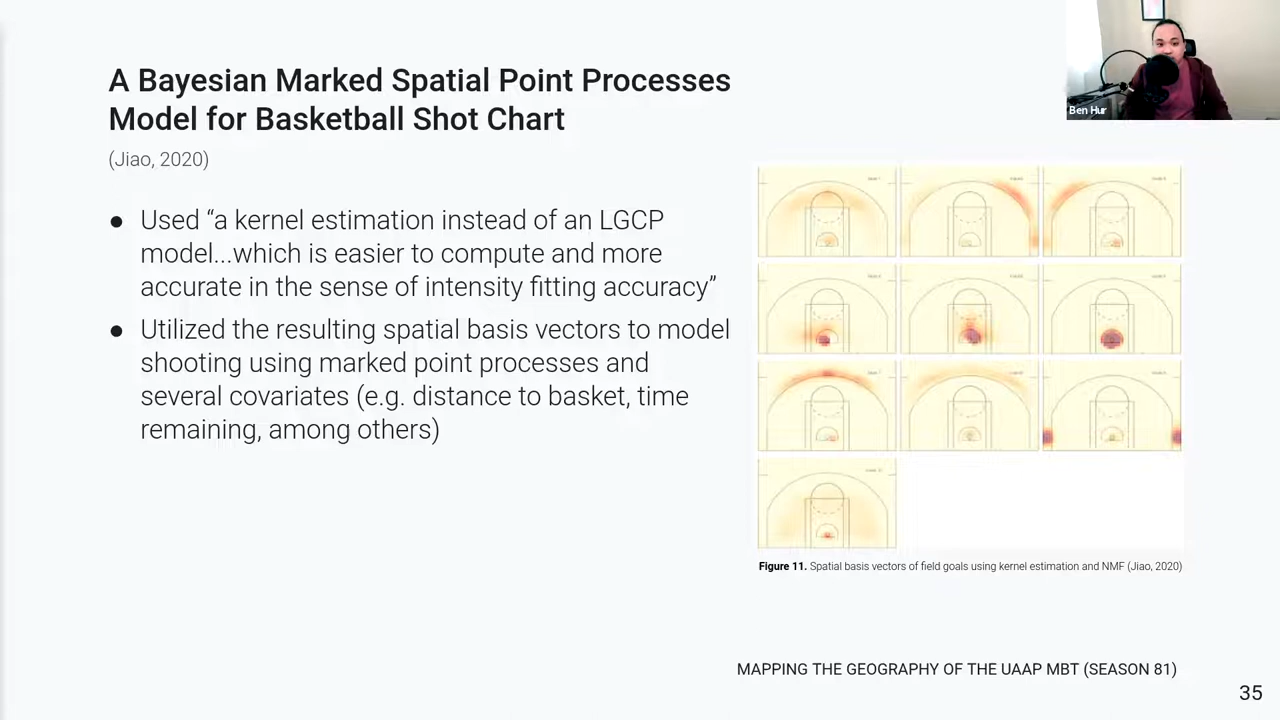 A Bayesian Marked Spatial Point Processes
Model for Basketball Shot Chart
(Jiao, 2020)
● Used “a kernel estimation instead of an LGCP
model...which is easier to compute and more
accurate in the sense of intensity fitting accuracy”
● Utilized the resulting spatial basis vectors to model
shooting using marked point processes and
several covariates (e.g. distance to basket, time
remaining, among others)
Ben Hur
Figure 11. Spatial basis vectors of field goals using kernel estimation and NMF (Jiao, 2020)
MAPPING THE GEOGRAPHY OF THE UAAP MBT (SEASON 81)
35